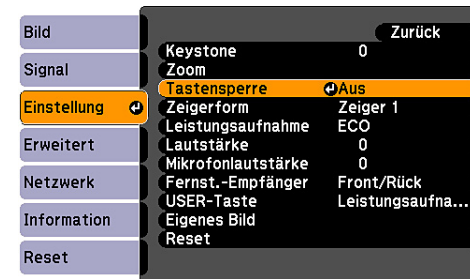 Bild
Signal
Einstellung
Erweitert
Netzwerk
Information
Reset
Zurück
Keystone 0
Zoom
Tastensperre Aus
Zeigerform Zeiger 1
Leistungsaufnahme ECO
Lautstärke 0
Mikrofonlautstärke 0
Fernst.-Empfänger Front/Rück
USER-Taste Leistungsaufna...
Eigenes Bild
Reset